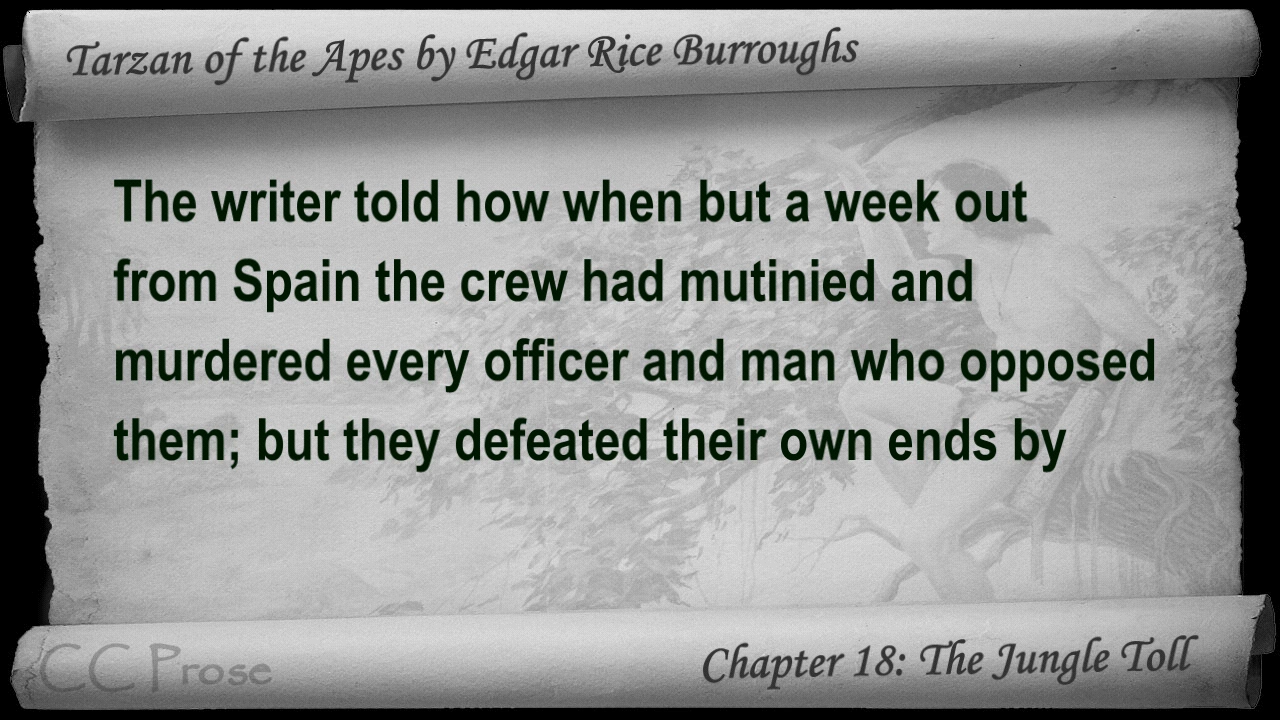 Tarzan of the Apes by Edgar Rice Burroughs
The writer told how when but a week out
from Spain the crew had mutinied and
murdered every officer and man who opposed
them; but they defeated their own ends by
CC Prose
Chapter 18: The Jungle Toll